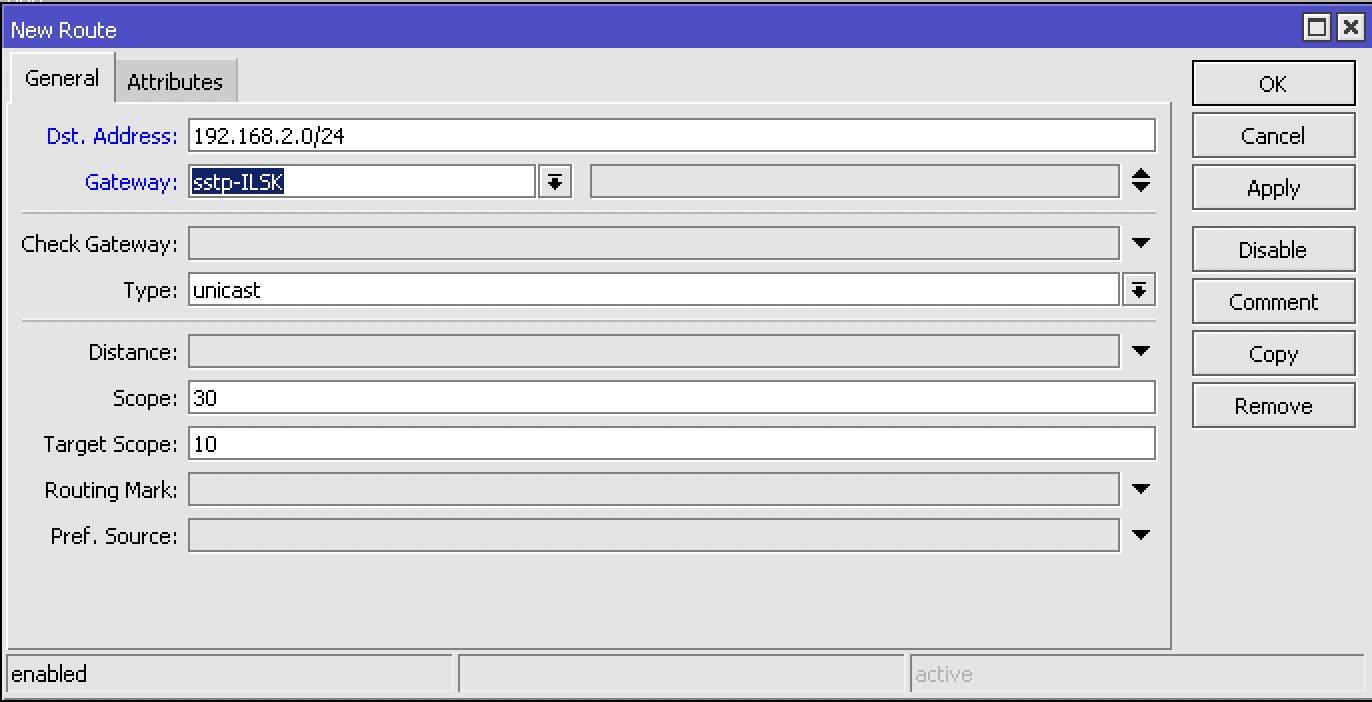 New Route
General Attributes
Dst. Address: 192.168.2.0/24
Gateway: sstp-ILSK
Check Gateway:
Type: unicast
Distance:
Scope: 30
Target Scope: 10
Routing Mark:
Pref. Source:
OK
Cancel
Apply
Disable
Comment
Copy
Remove
enabled
active